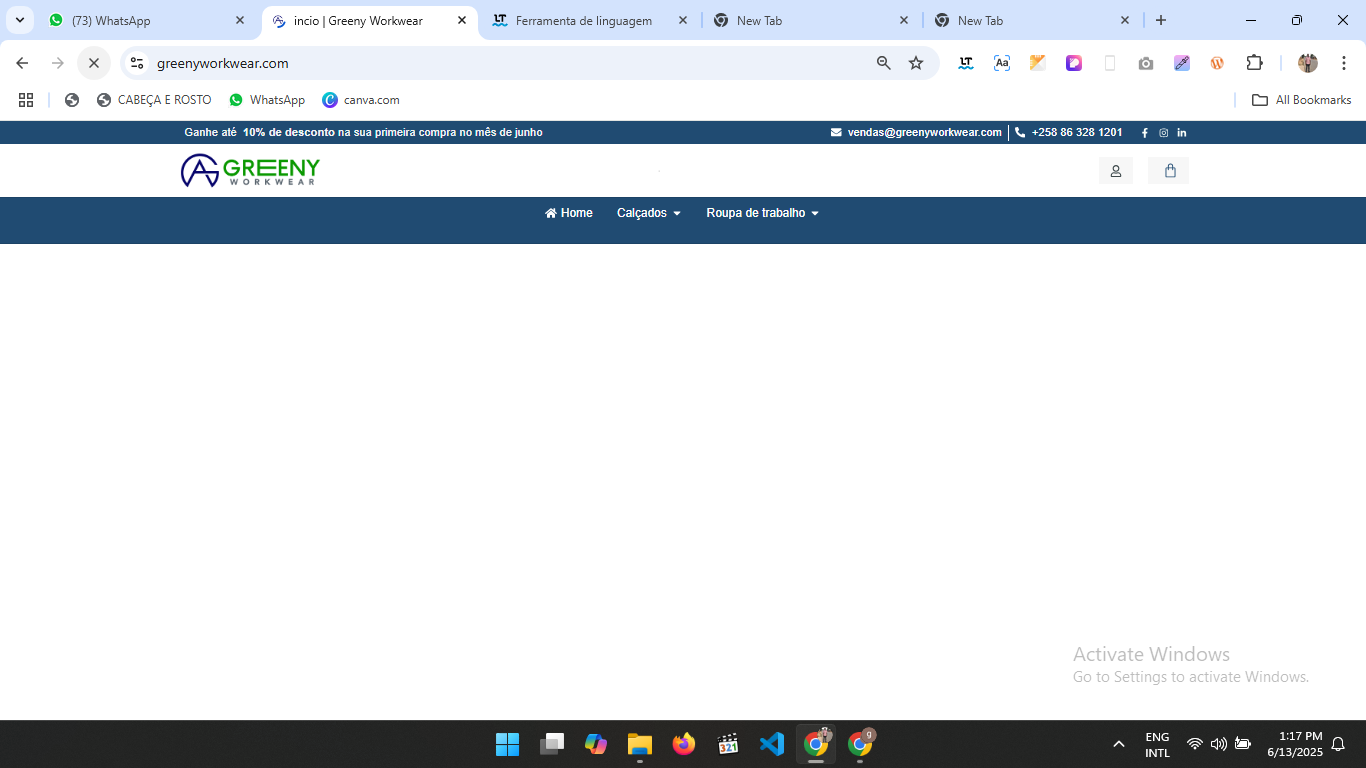 (73) WhatsApp
incio | Greeny Workwear
Ferramenta de linguagem
New Tab
New Tab
greenyworkwear.com
CABEÇA E ROSTO
WhatsApp
canva.com
All Bookmarks
Ganhe até 10% de desconto na sua primeira compra no mês de junho
vendas@greenyworkwear.com
+258 86 328 1201
GREENY
WORKWEAR
Home
Calçados
Roupa de trabalho
Activate Windows
Go to Settings to activate Windows.
321
g
ENG
INTL
1:17 PM
6/13/2025